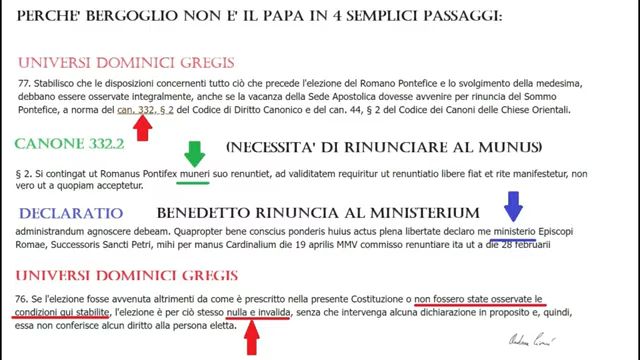 PERCHE' BERGOGLIO NON E' IL PAPA IN 4 SEMPLICI PASSAGGI:
UNIVERSI DOMINICI GREGIS
77. Stabilisco che le disposizioni concernenti tutto ciò che precede l'elezione del Romano Pontefice e lo svolgimento della medesima,
debbano essere osservate integralmente, anche se la vacanza della Sede Apostolica dovesse avvenire per rinuncia del Sommo
Pontefice, a norma del can. 332, § 2 del Codice di Diritto Canonico e del can. 44, § 2 del Codice dei Canoni delle Chiese Orientali.
CANONE 332.2 (NECESSITA' DI RINUNCIARE AL MUNUS)
§ 2. Si contingat ut Romanus Pontifex muneri suo renuntiet, ad validitatem requiritur ut renuntiatio libere fiat et rite manifestetur, non
vero ut a quopiam acceptetur.
DECLARATIO BENEDETTO RINUNCIA AL MINISTERIUM
administrandum agnoscere debeam. Quapropter bene conscius ponderis huius actus plena libertate declaro me ministerio Episcopi
Romae, Successoris Sancti Petri, mihi per manus Cardinalium die 19 aprilis MMV commisso renuntiare ita ut a die 28 februarii
UNIVERSI DOMINICI GREGIS
76. Se l'elezione fosse avvenuta altrimenti da come è prescritto nella presente Costituzione o non fossero state osservate le
condizioni qui stabilite, l'elezione è per ciò stesso nulla e invalida, senza che intervenga alcuna dichiarazione in proposito e, quindi,
essa non conferisce alcun diritto alla persona eletta.